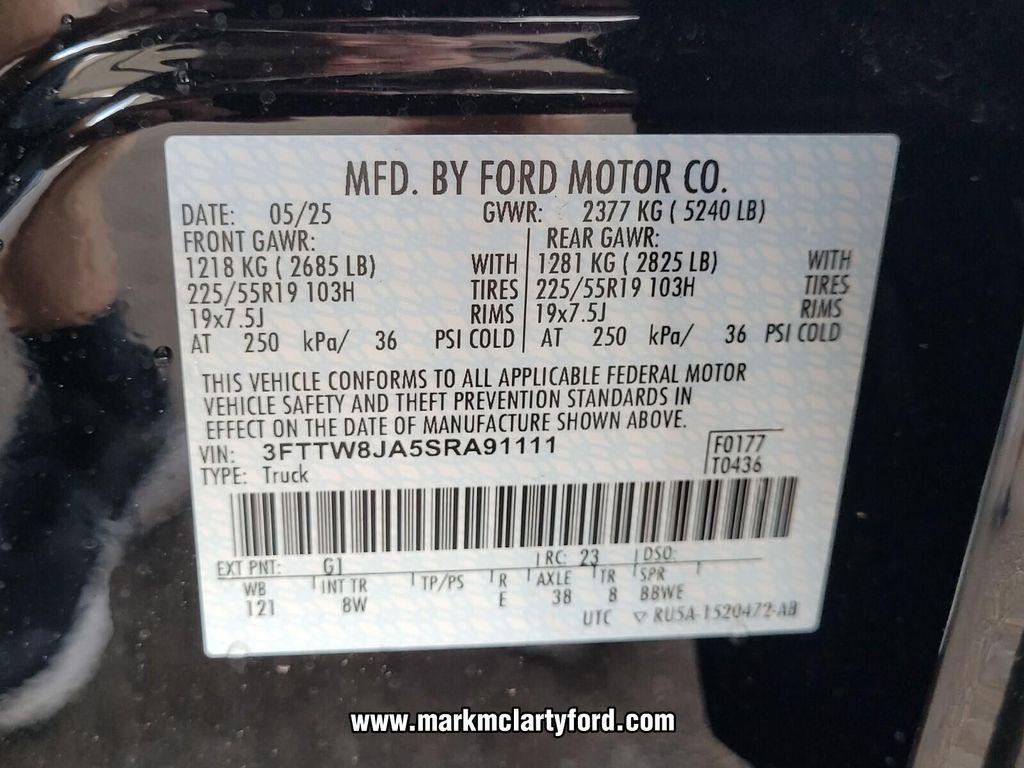 MFD. BY FORD MOTOR CO.
DATE: 05/25 GVWR: 2377 KG ( 5240 LB)
FRONT GAWR: REAR GAWR:
1218 KG ( 2685 LB) WITH 1281 KG ( 2825 LB) WITH
225/55R19 103H TIRES 225/55R19 103H TIRES
19x7.5J RIMS 19x7.5J RIMS
AT 250 kPa/ 36 PSI COLD AT 250 kPa/ 36 PSI COLD
THIS VEHICLE CONFORMS TO ALL APPLICABLE FEDERAL MOTOR
VEHICLE SAFETY AND THEFT PREVENTION STANDARDS IN
EFFECT ON THE DATE OF MANUFACTURE SHOWN ABOVE.
VIN: 3FTTW8JA5SRA91111 F0177
TYPE: Truck T0436
EXT PNT: G1 RC: 23 DSO:
WB INT TR TP/PS R AXLE TR SPR
121 8W E 38 8 BBWE
UTC ▽ RU5A-1520472-AB
www.markmclartyford.com